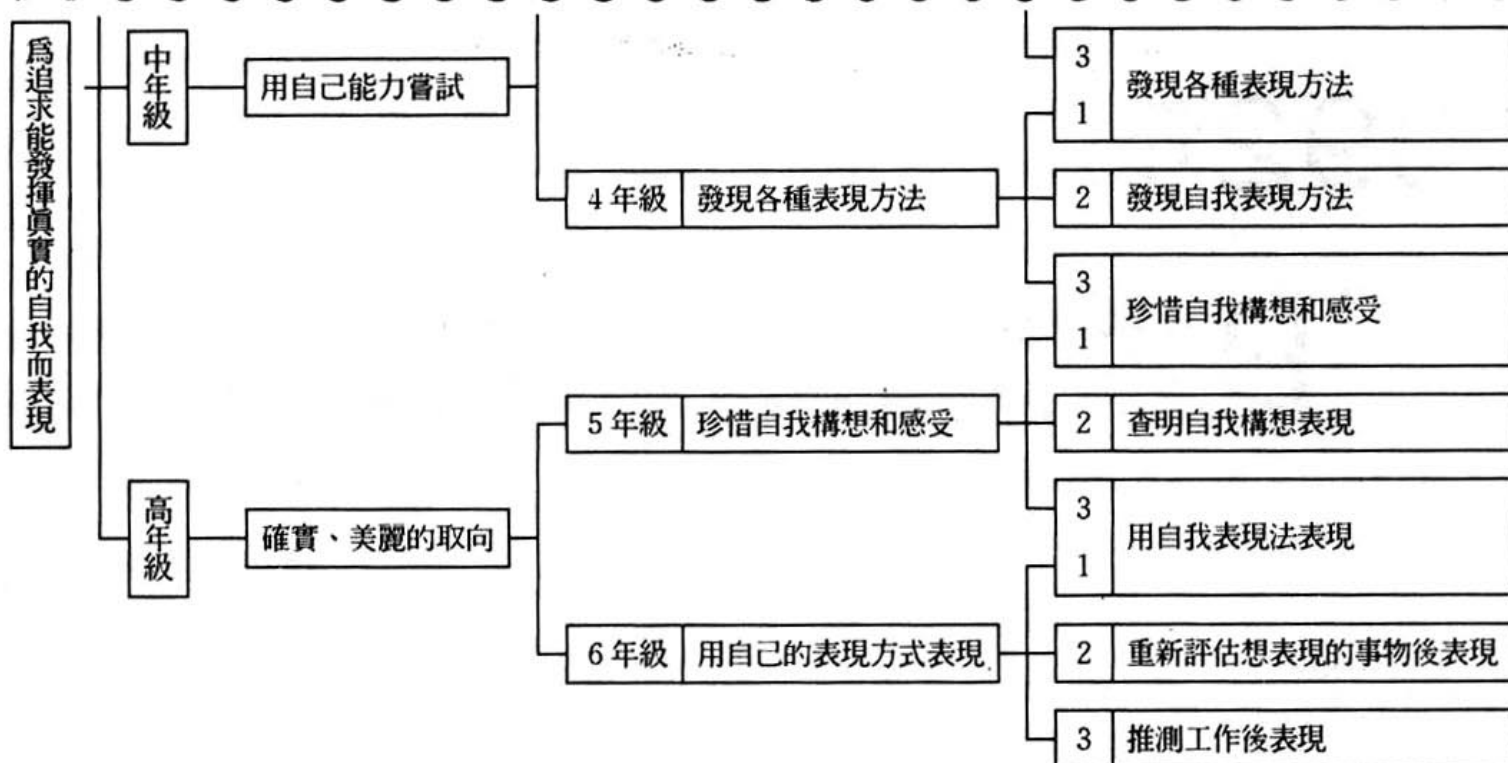 爲追求能發揮眞實的自我而表現
中年級
用自己能力嘗試
4年級 發現各種表現方法
3
1
發現各種表現方法
2 發現自我表現方法
3
1
珍惜自我構想和感受
高年級
確實、美麗的取向
5年級 珍惜自我構想和感受
2 查明自我構想表現
3
1
用自我表現法表現
6年級 用自己的表現方式表現
2 重新評估想表現的事物後表現
3 推測工作後表現